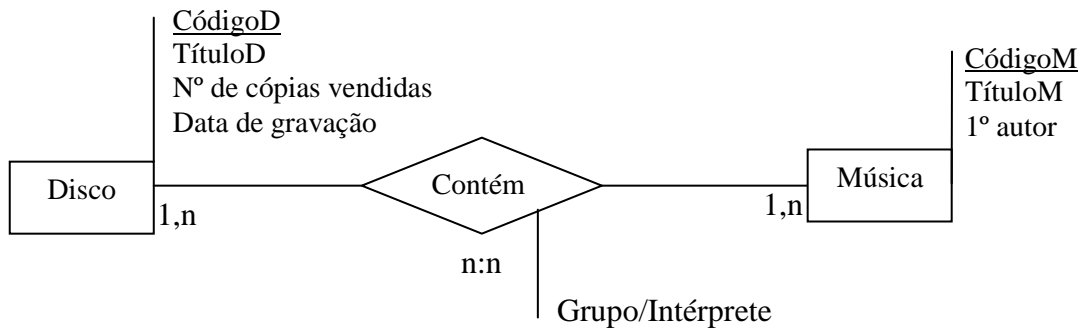 CódigoD
TítuloD
Nº de cópias vendidas
Data de gravação
CódigoM
TítuloM
1º autor
Disco
Contém
Música
1,n
1,n
n:n
Grupo/Intérprete